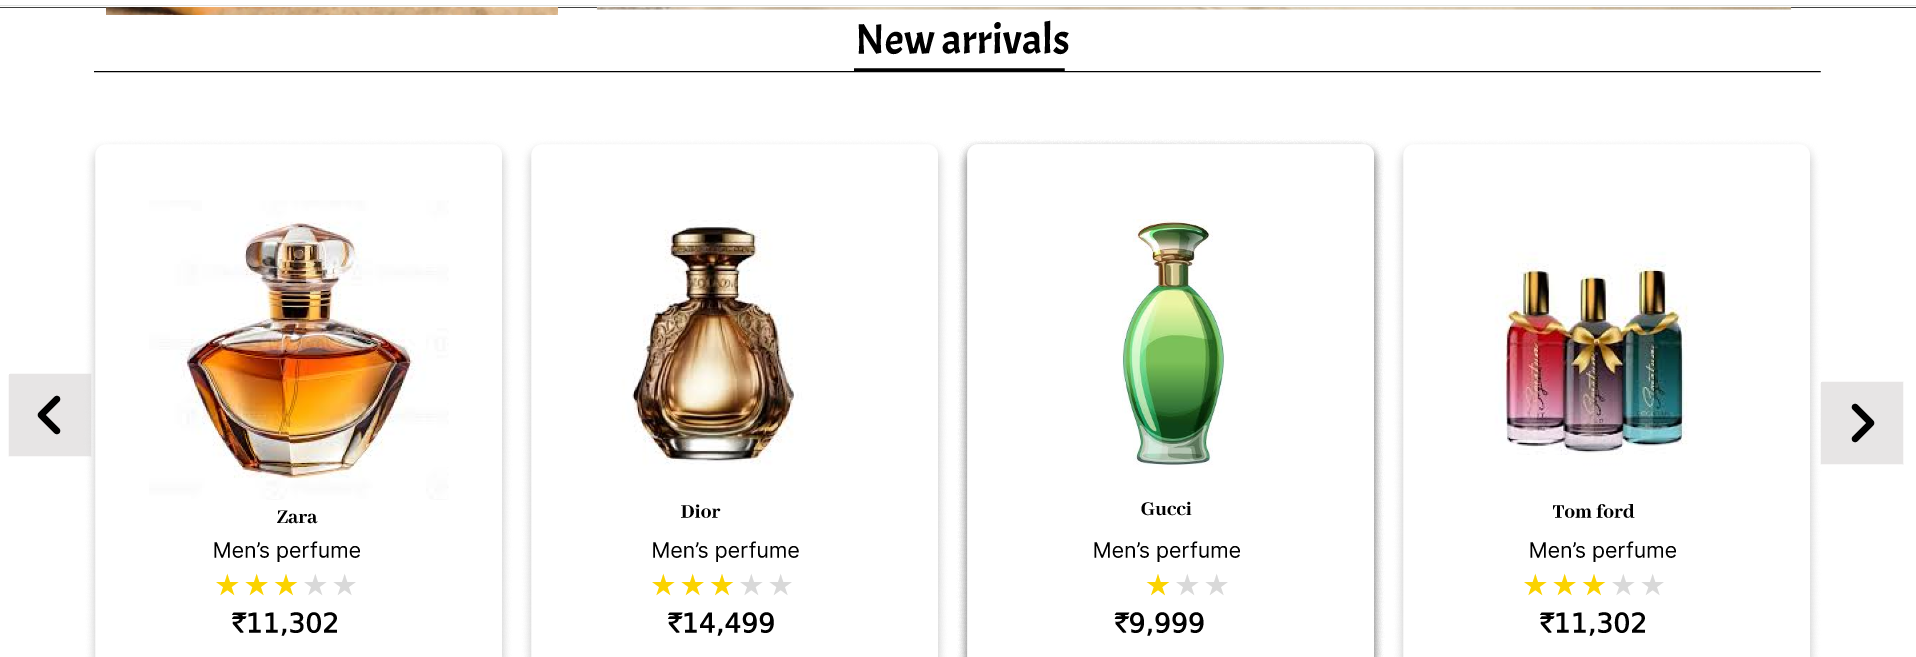 New arrivals
Zara
Men’s perfume
₹11,302
Dior
Men’s perfume
₹14,499
Gucci
Men’s perfume
₹9,999
Tom ford
Men’s perfume
₹11,302